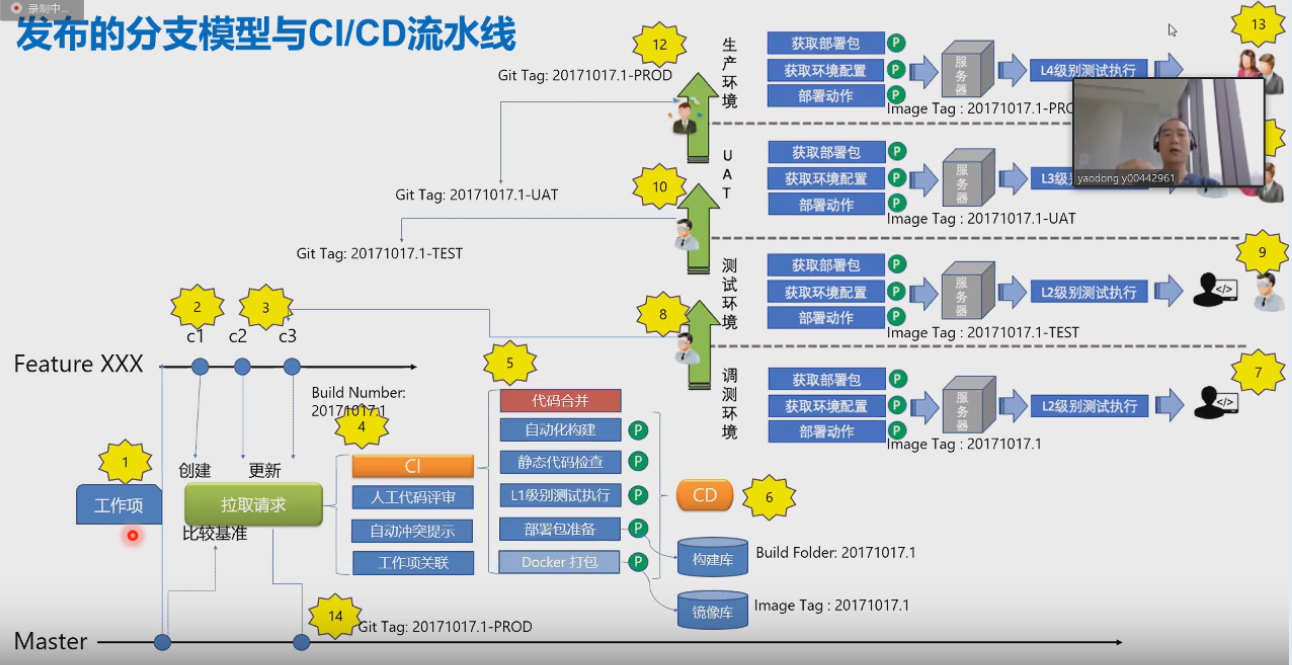 录制中...
发布的分支模型与CI/CD流水线
13
12
生产环境
获取部署包
P
获取环境配置
P
部署动作
P
服务器
L4级别测试执行
Git Tag: 20171017.1-PROD
Image Tag : 20171017.1-PRO
yaodong y00442961
UAT
获取部署包
P
获取环境配置
P
部署动作
P
服务器
L3级
10
Git Tag: 20171017.1-UAT
Image Tag : 20171017.1-UAT
Git Tag: 20171017.1-TEST
9
测试环境
获取部署包
P
获取环境配置
P
部署动作
P
服务器
L2级别测试执行
</>
8
Image Tag : 20171017.1-TEST
2
3
c1
c2
c3
Feature XXX
7
调测环境
获取部署包
P
获取环境配置
P
部署动作
P
服务器
L2级别测试执行
</>
Image Tag : 20171017.1
5
Build Number:
20171017.1
4
代码合并
自动化构建
P
静态代码检查
P
L1级别测试执行
P
部署包准备
P
Docker 打包
P
1
工作项
创建
更新
拉取请求
比较基准
CI
人工代码评审
自动冲突提示
工作项关联
CD
6
构建库
Build Folder: 20171017.1
镜像库
Image Tag : 20171017.1
14
Git Tag: 20171017.1-PROD
Master